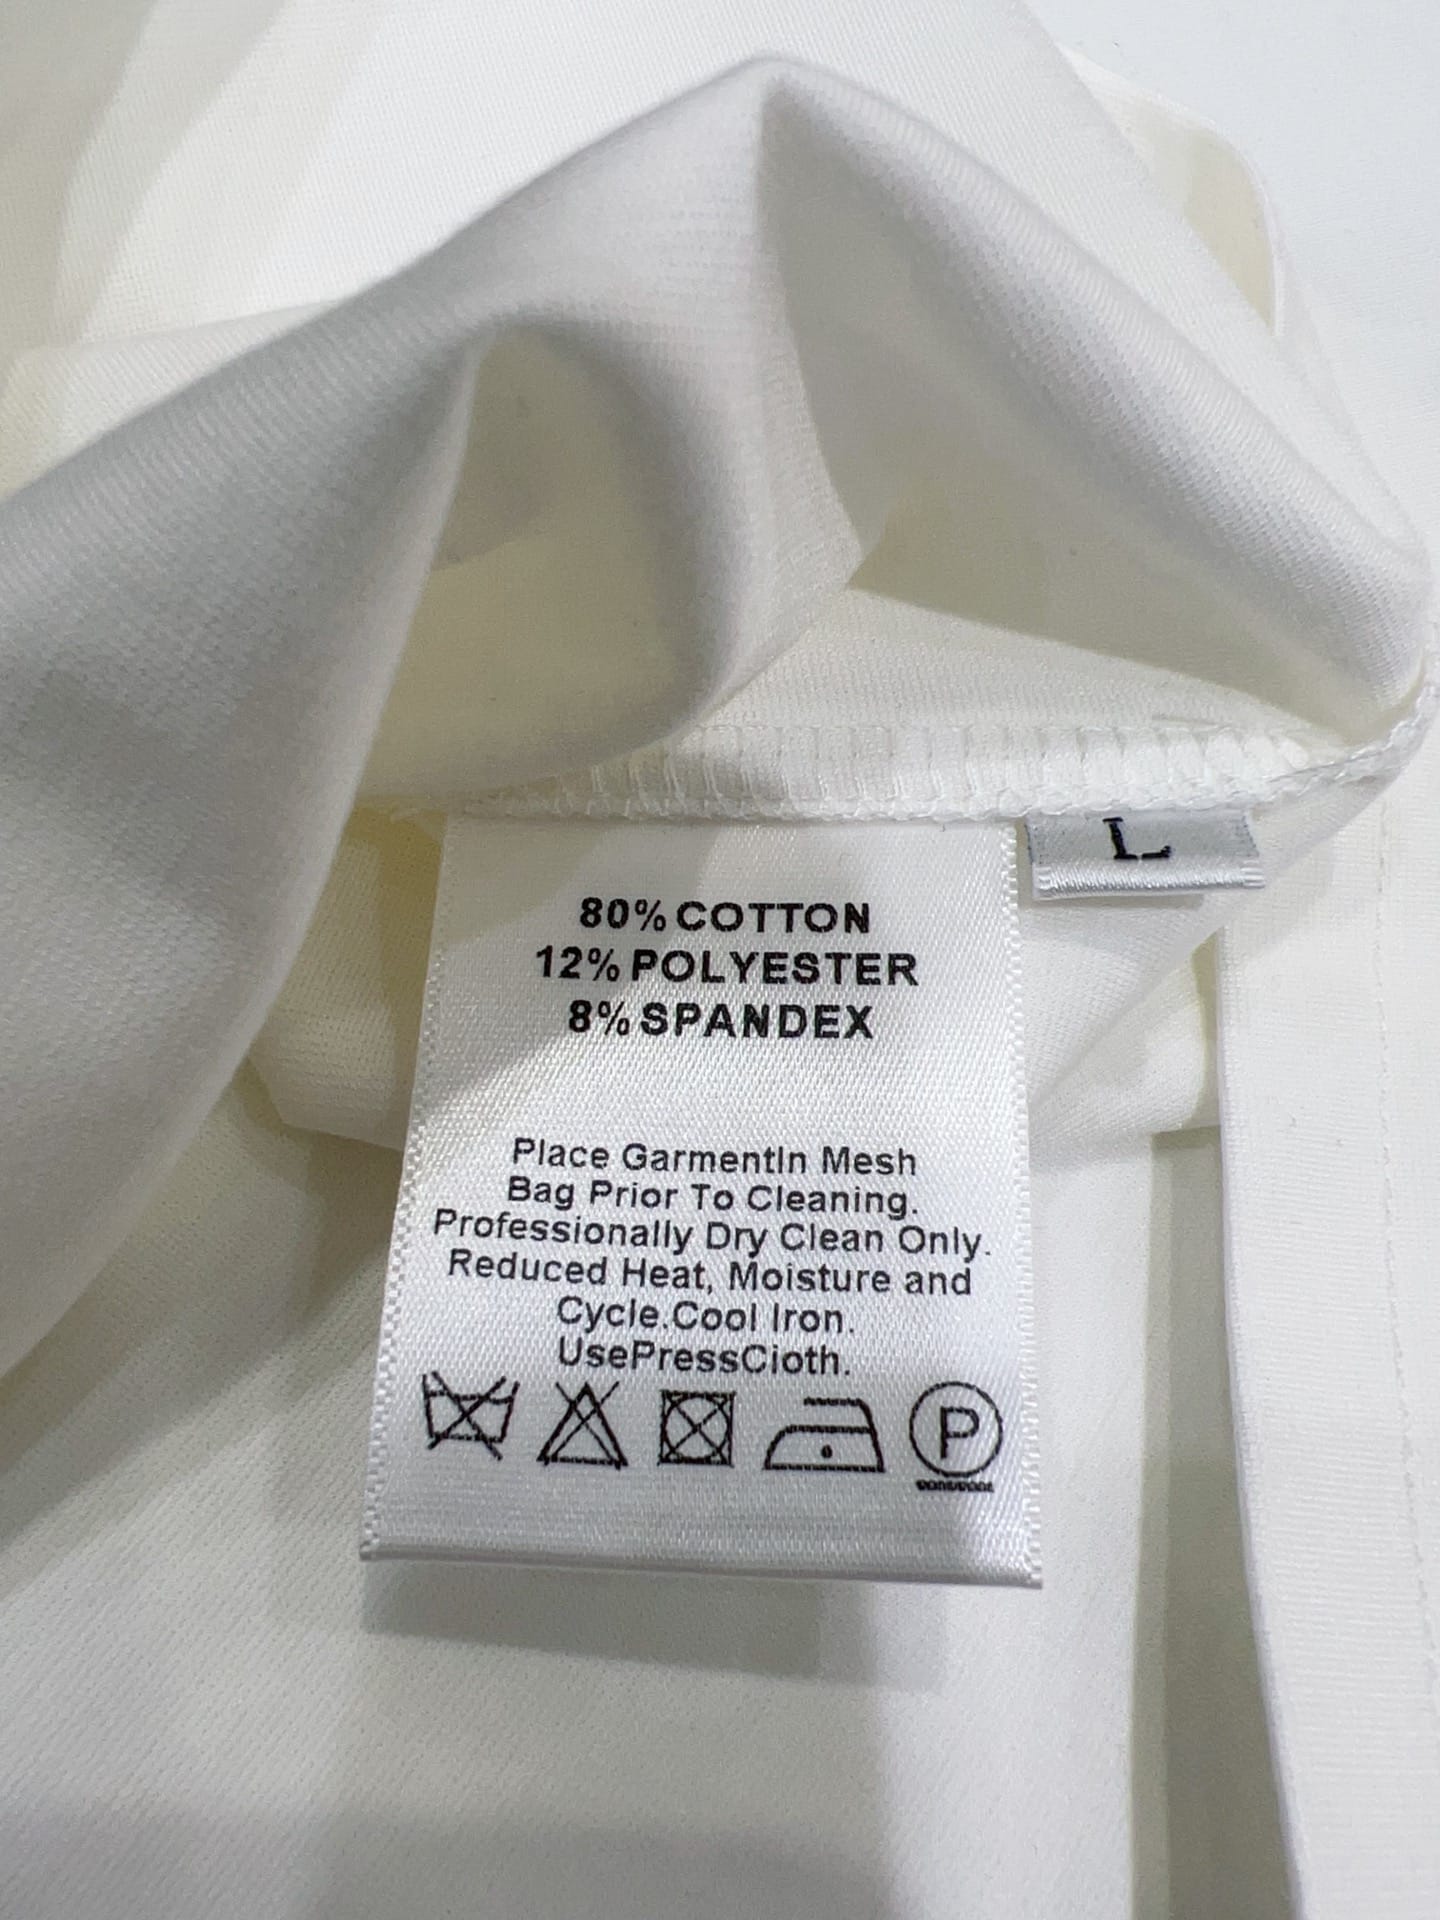 L
80% COTTON
12% POLYESTER
8% SPANDEX
Place GarmentIn Mesh
Bag Prior To Cleaning.
Professionally Dry Clean Only.
Reduced Heat, Moisture and
Cycle.Cool Iron.
UsePressCioth.
P